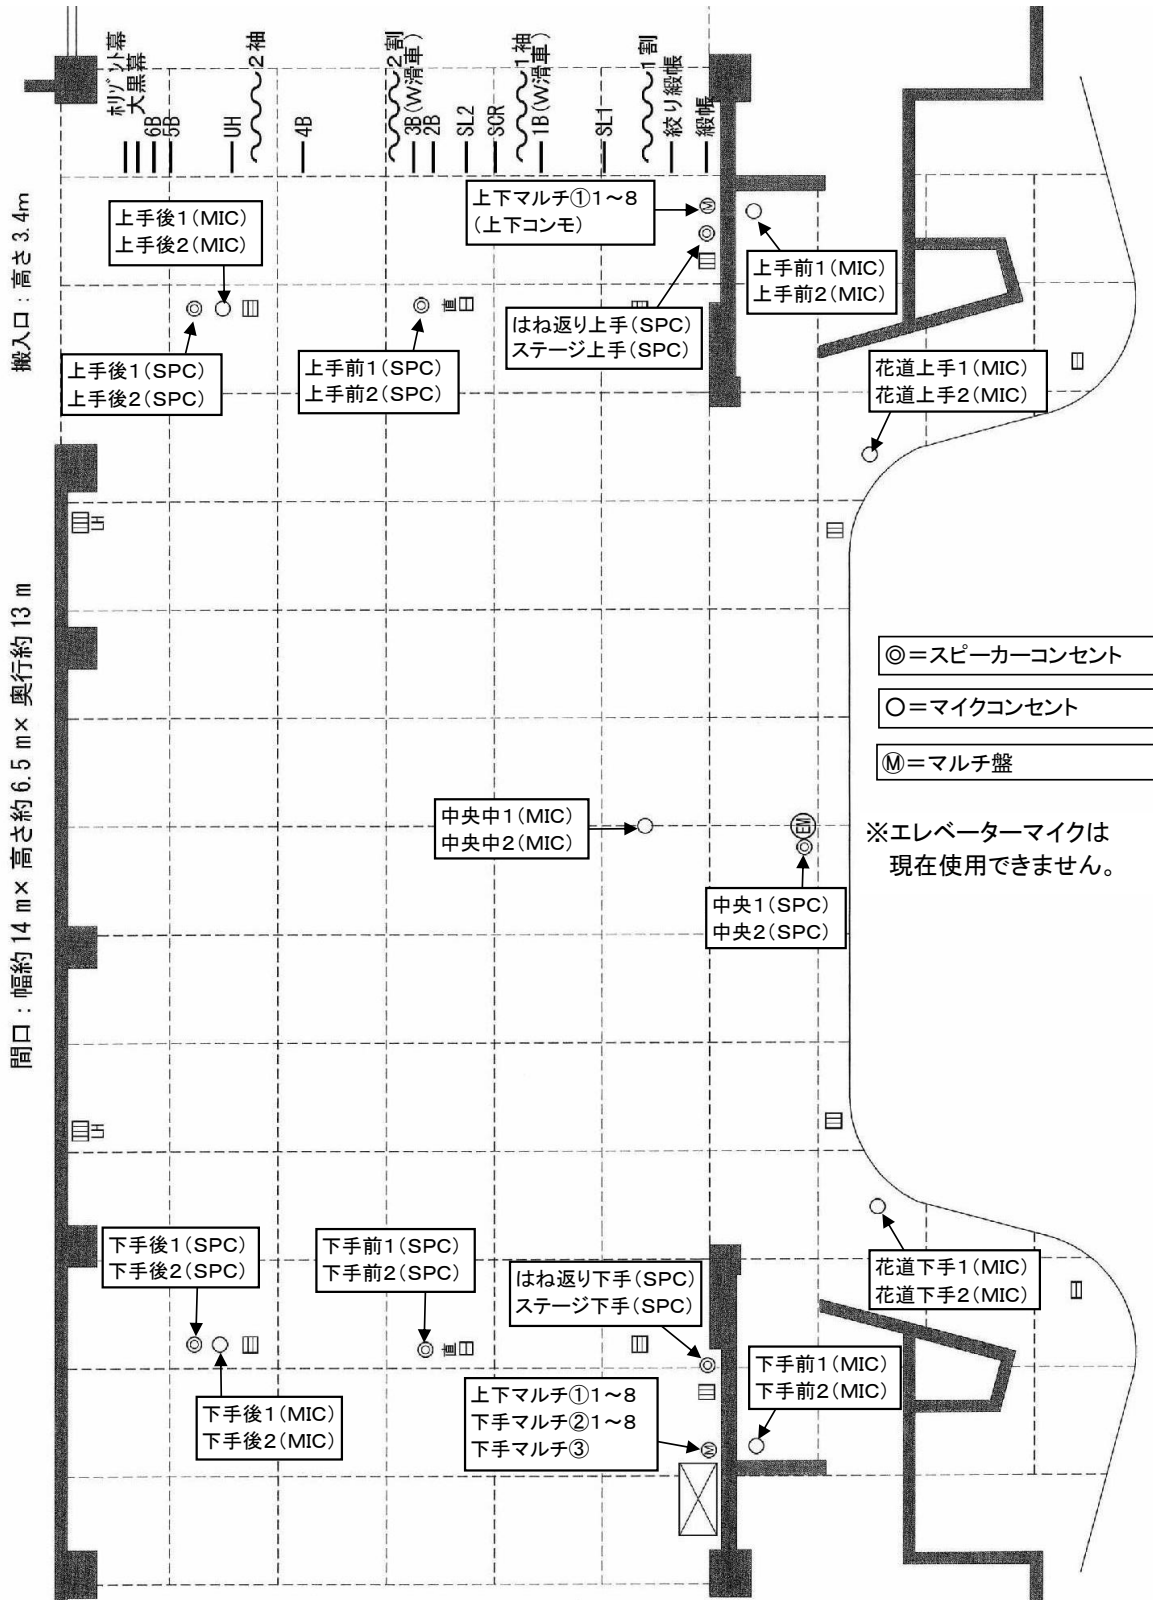 ﾎﾘｿﾞﾝﾄ幕
大黒幕
6B
5B
UH
2袖
4B
2割
3B(W滑車)
2B
SL2
SCR
1袖
1B(W滑車)
SL1
1割
絞り緞帳
緞帳
搬入口：高さ3.4m
間口：幅約14m×高さ約6.5m×奥行約13m
上手後1(MIC)
上手後2(MIC)
上下マルチ①1～8
(上下コンモ)
M
上手前1(MIC)
上手前2(MIC)
はね返り上手(SPC)
ステージ上手(SPC)
上手後1(SPC)
上手後2(SPC)
上手前1(SPC)
上手前2(SPC)
直
花道上手1(MIC)
花道上手2(MIC)
LH
◎=スピーカーコンセント
○=マイクコンセント
Ⓜ=マルチ盤
中央中1(MIC)
中央中2(MIC)
EM
※エレベーターマイクは
現在使用できません。
中央1(SPC)
中央2(SPC)
LH
下手後1(SPC)
下手後2(SPC)
下手前1(SPC)
下手前2(SPC)
はね返り下手(SPC)
ステージ下手(SPC)
花道下手1(MIC)
花道下手2(MIC)
直
下手後1(MIC)
下手後2(MIC)
上下マルチ①1～8
下手マルチ②1～8
下手マルチ③
M
下手前1(MIC)
下手前2(MIC)